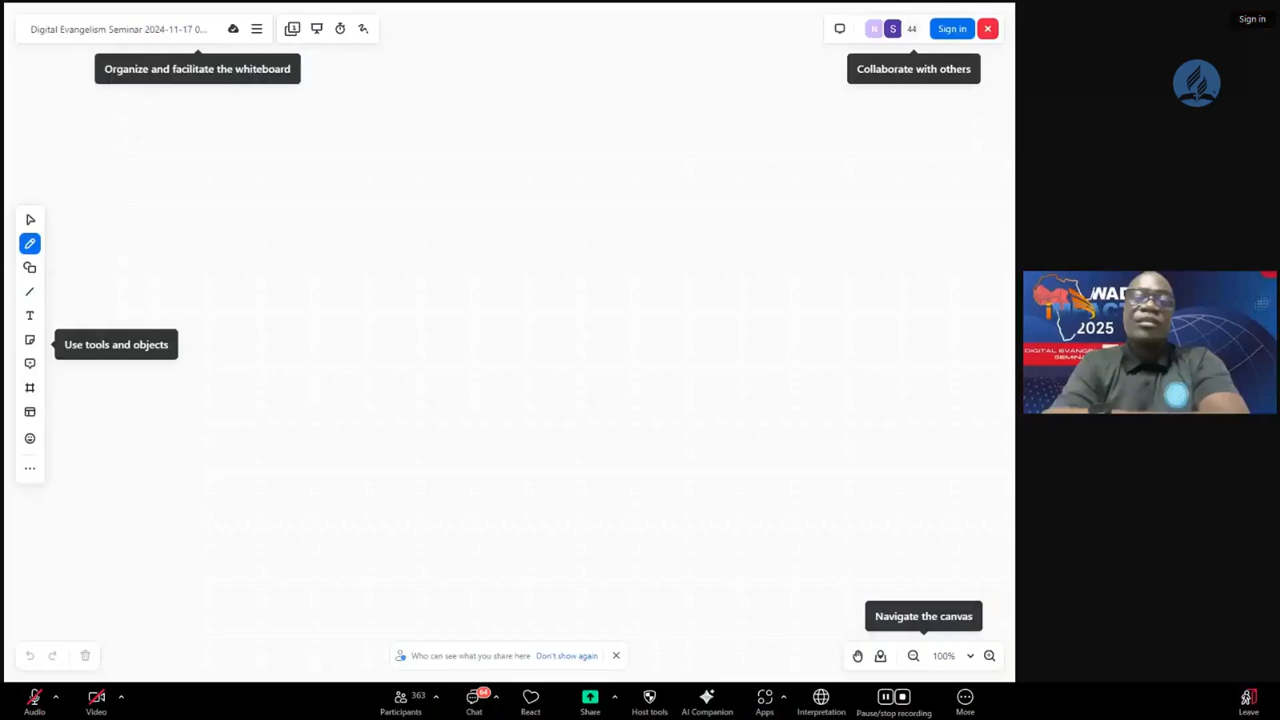 Digital Evangelism Seminar 2024-11-17 0...
1
N
S
44
Sign in
Sign in
Organize and facilitate the whiteboard
Collaborate with others
T
Use tools and objects
2025
DIGITAL
Navigate the canvas
Who can see what you share here
Don't show again
100%
Audio
Video
363
Participants
64
Chat
React
Share
Host tools
AI Companion
Apps
Interpretation
Pause/stop recording
More
Leave